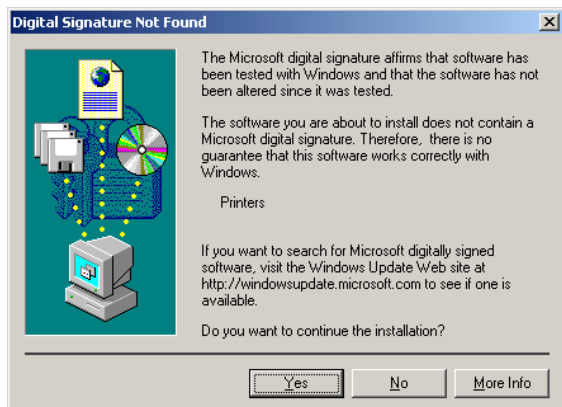 Digital Signature Not Found
The Microsoft digital signature affirms that software has
been tested with Windows and that the software has not
been altered since it was tested.
The software you are about to install does not contain a
Microsoft digital signature. Therefore, there is no
guarantee that this software works correctly with
Windows.
Printers
If you want to search for Microsoft digitally signed
software, visit the Windows Update Web site at
http://windowsupdate.microsoft.com to see if one is
available.
Do you want to continue the installation?
Yes No More Info